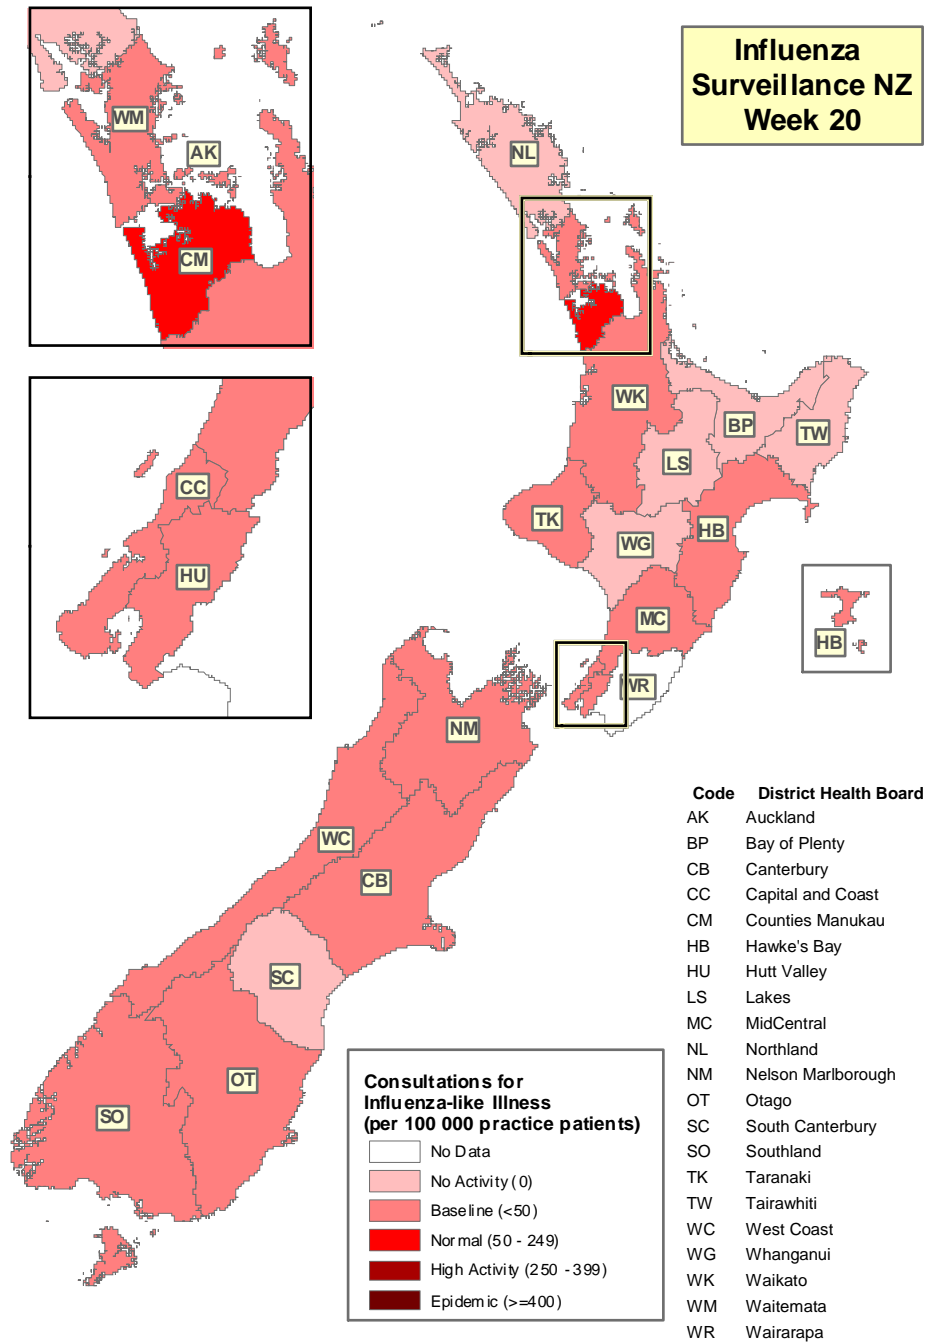 Influenza
Surveillance NZ
Week 20
WM
AK
CM
NL
WK
BP
TW
LS
TK
WG
HB
MC
WR
HB
CC
HU
NM
WC
CB
SC
OT
SO
Consultations for
Influenza-like Illness
(per 100 000 practice patients)
No Data
No Activity (0)
Baseline (<50)
Normal (50 - 249)
High Activity (250 - 399)
Epidemic (>=400)
Code District Health Board
AK Auckland
BP Bay of Plenty
CB Canterbury
CC Capital and Coast
CM Counties Manukau
HB Hawke's Bay
HU Hutt Valley
LS Lakes
MC MidCentral
NL Northland
NM Nelson Marlborough
OT Otago
SC South Canterbury
SO Southland
TK Taranaki
TW Tairawhiti
WC West Coast
WG Whanganui
WK Waikato
WM Waitemata
WR Wairarapa